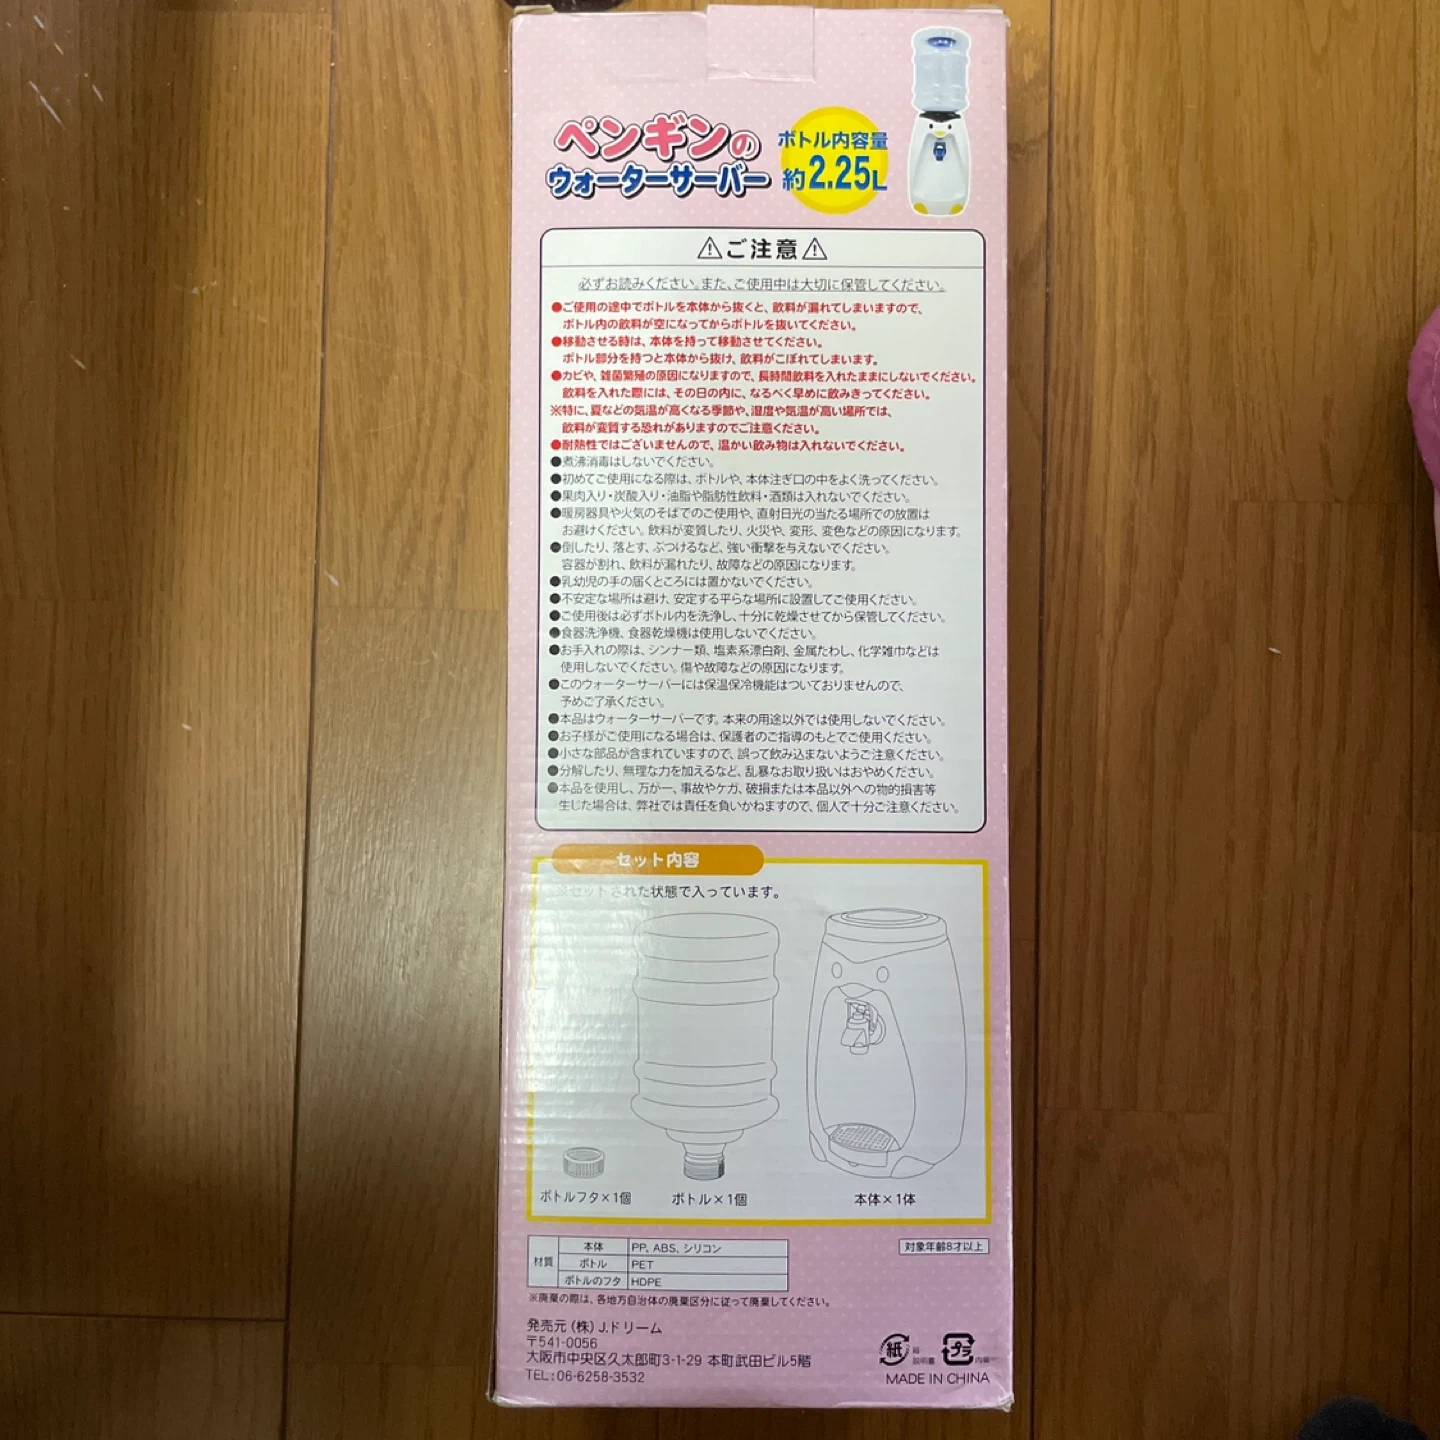 ペンギンの
ウォーターサーバー
ボトル内容量
約2.25L
⚠ご注意⚠
必ずお読みください。また、ご使用中は大切に保管してください。
●ご使用の途中でボトルを本体から抜くと、飲料が漏れてしまいますので、
ボトル内の飲料が空になってからボトルを抜いてください。
●移動させる時は、本体を持って移動させてください。
ボトル部分を持つと本体から抜け、飲料がこぼれてしまいます。
●カビや、雑菌繁殖の原因になりますので、長時間飲料を入れたままにしないでください。
飲料を入れた際には、その日の内に、なるべく早めに飲みきってください。
※特に、夏などの気温が高くなる季節や、湿度や気温が高い場所では、
飲料が変質する恐れがありますのでご注意ください。
●耐熱性ではございませんので、温かい飲み物は入れないでください。
●煮沸消毒はしないでください。
●初めてご使用になる際は、ボトルや、本体注ぎ口の中をよく洗ってください。
●果肉入り・炭酸入り・油脂や脂肪性飲料・酒類は入れないでください。
●暖房器具や火気のそばでのご使用や、直射日光の当たる場所での放置は
お避けください。飲料が変質したり、火災や、変形、変色などの原因になります。
●倒したり、落とす、ぶつけるなど、強い衝撃を与えないでください。
容器が割れ、飲料が漏れたり、故障などの原因になります。
●乳幼児の手の届くところには置かないでください。
●不安定な場所は避け、安定する平らな場所に設置してご使用ください。
●ご使用後は必ずボトル内を洗浄し、十分に乾燥させてから保管してください。
●食器洗浄機、食器乾燥機は使用しないでください。
●お手入れの際は、シンナー類、塩素系漂白剤、金属たわし、化学雑巾などは
使用しないでください。傷や故障などの原因になります。
●このウォーターサーバーには保温保冷機能はついておりませんので、
予めご了承ください。
●本品はウォーターサーバーです。本来の用途以外では使用しないでください。
●お子様がご使用になる場合は、保護者のご指導のもとでご使用ください。
●小さな部品が含まれていますので、誤って飲み込まないようご注意ください。
●分解したり、無理な力を加えるなど、乱暴なお取り扱いはおやめください。
●本品を使用し、万が一、事故やケガ、破損または本品以外への物的損害等
生じた場合は、弊社では責任を負いかねますので、個人で十分ご注意ください。
セット内容
※セットされた状態で入っています。
ボトルフタ×1個
ボトル×1個
本体×1体
材質
本体 PP、ABS、シリコン
ボトル PET
ボトルのフタ HDPE
対象年齢8才以上
※廃棄の際は、各地方自治体の廃棄区分に従って廃棄してください。
発売元(株)J.ドリーム
〒541-0056
大阪市中央区久太郎町3-1-29 本町武田ビル5階
TEL:06-6258-3532
紙 箱
説明書
プラ 内装
MADE IN CHINA